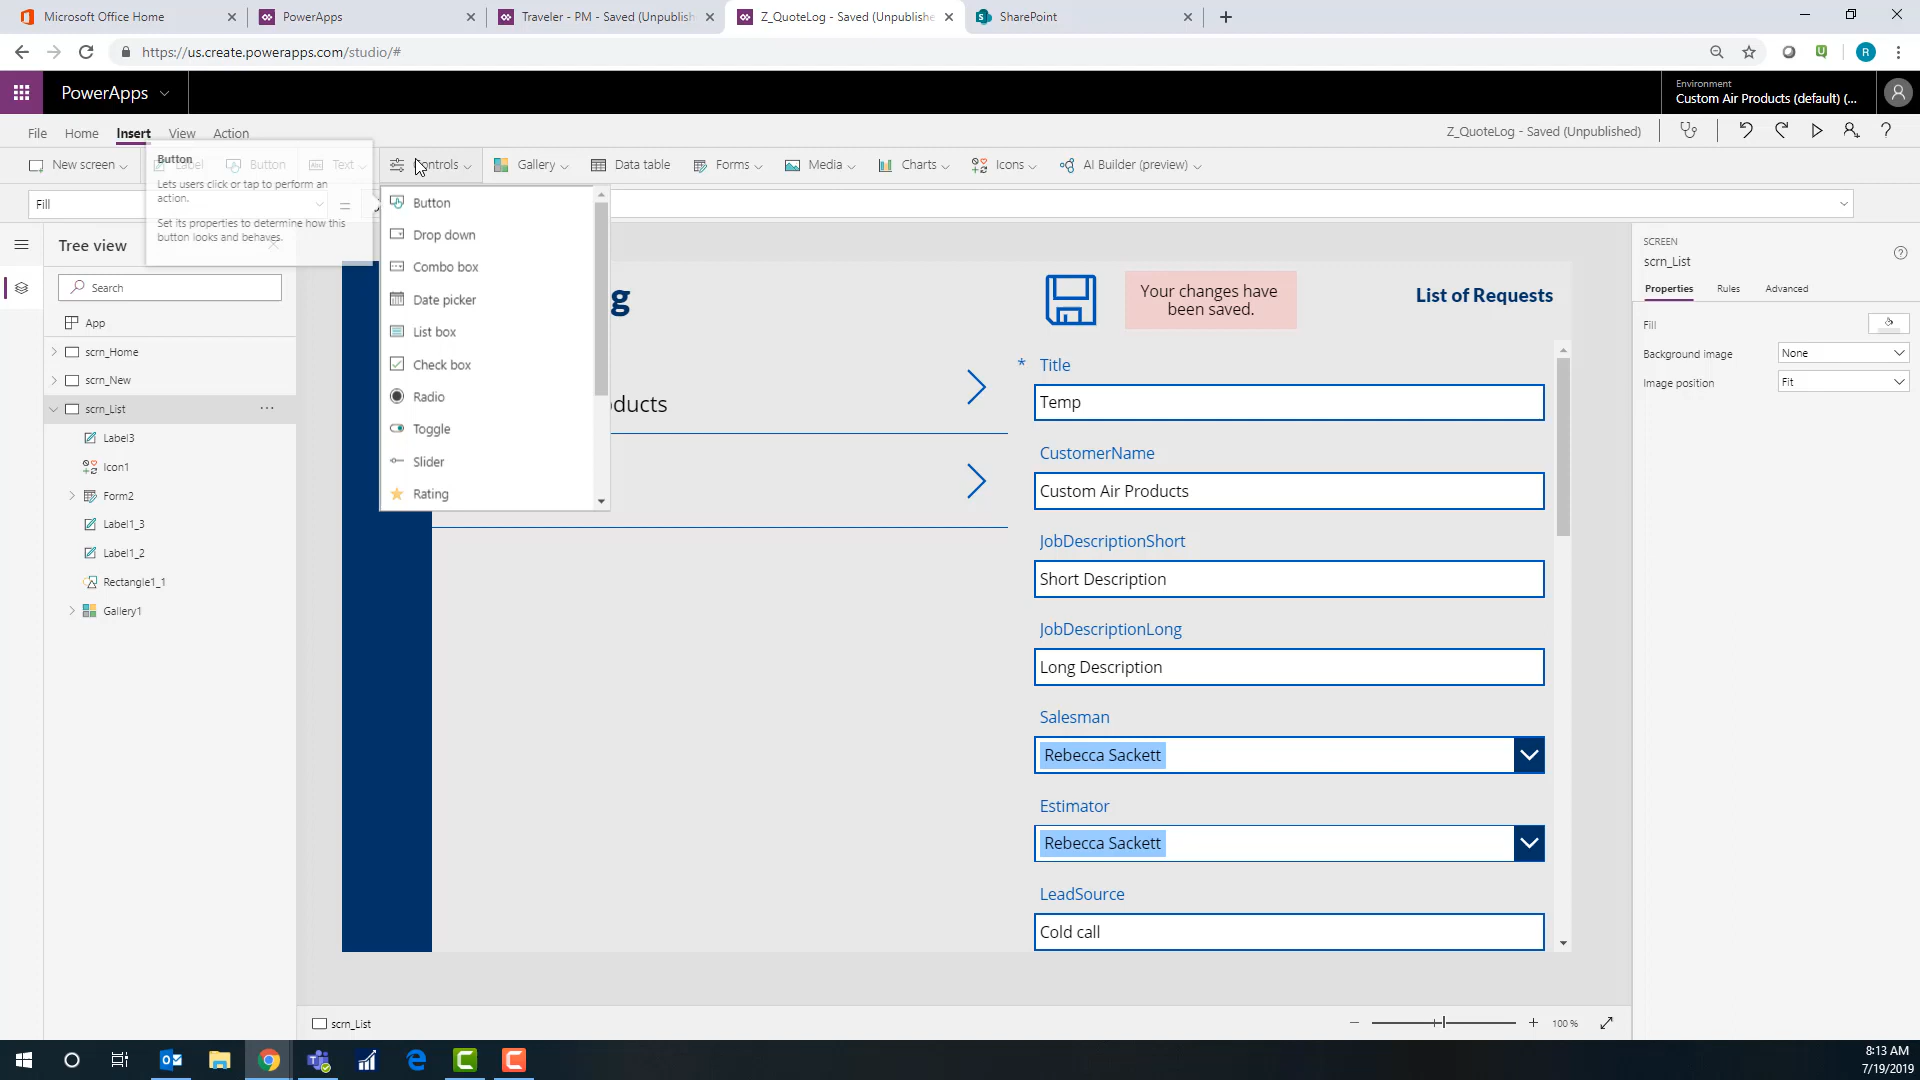 Microsoft Office Home
PowerApps
Traveler - PM - Saved (Unpublish
Z_QuoteLog - Saved (Unpublishe
SharePoint
https://us.create.powerapps.com/studio/#
R
PowerApps
Environment
Custom Air Products (default) (...
File
Home
Insert
View
Action
Z_QuoteLog - Saved (Unpublished)
New screen
Label
Button
Text
Controls
Gallery
Data table
Forms
Media
Charts
Icons
AI Builder (preview)
Button
Lets users click or tap to perform an
action.
Set its properties to determine how this
button looks and behaves.
Fill
=
Tree view
Search
App
scrn_Home
scrn_New
scrn_List
Label3
Icon1
Form2
Label1_3
Label1_2
Rectangle1_1
Gallery1
Button
Drop down
Combo box
Date picker
List box
Check box
Radio
Toggle
Slider
Rating
g
oducts
Your changes have
been saved.
List of Requests
* Title
Temp
CustomerName
Custom Air Products
JobDescriptionShort
Short Description
JobDescriptionLong
Long Description
Salesman
Rebecca Sackett
Estimator
Rebecca Sackett
LeadSource
Cold call
SCREEN
scrn_List
Properties
Rules
Advanced
Fill
Background image
None
Image position
Fit
scrn_List
100 %
8:13 AM
7/19/2019